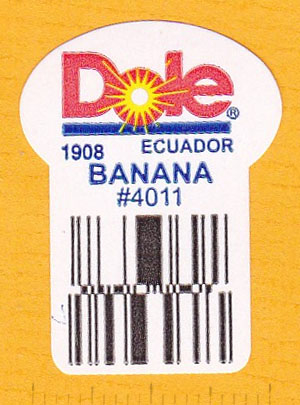 Dole®
1908 ECUADOR
BANANA
#4011